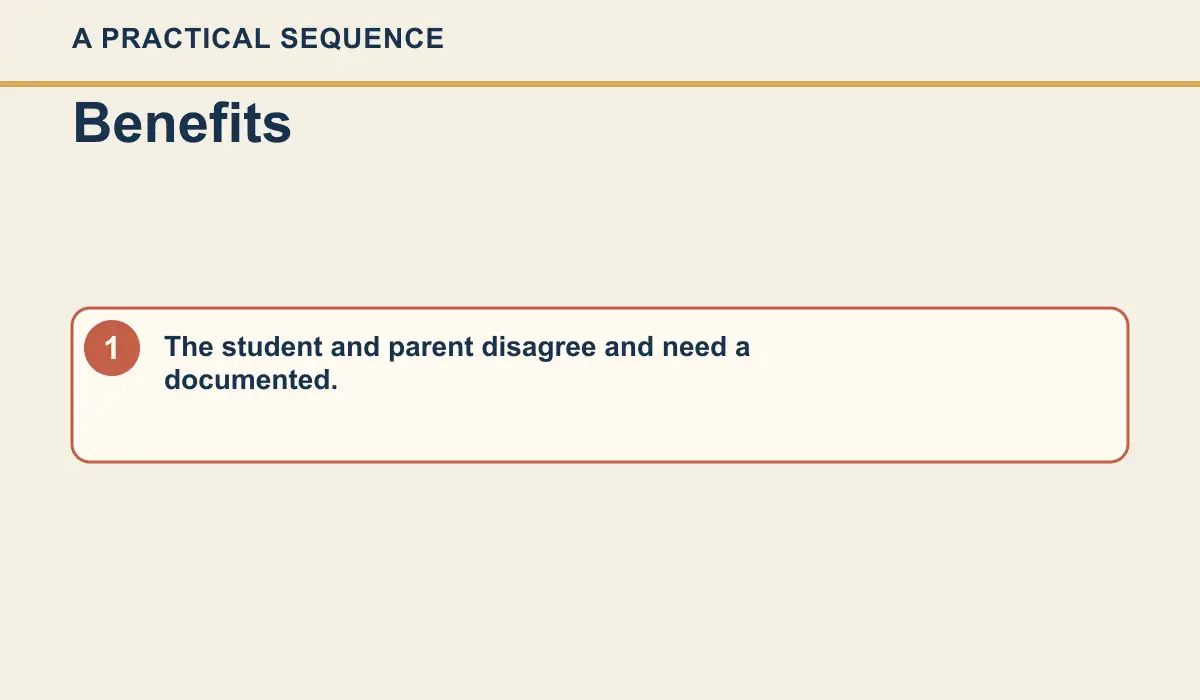 A PRACTICAL SEQUENCE
Benefits
1
The student and parent disagree and need a
documented.